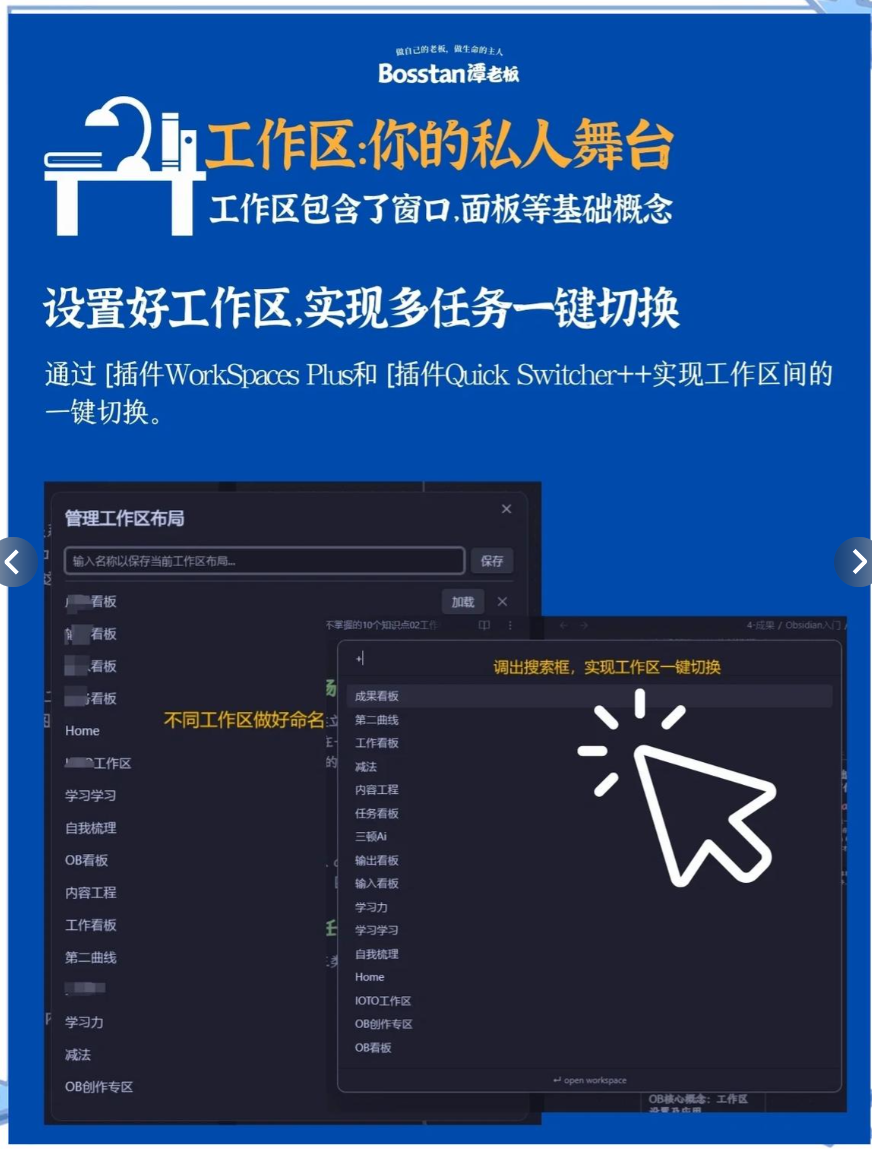 做自己的老板，做生命的主人
Bosstan谭老板
工作区:你的私人舞台
工作区包含了窗口,面板等基础概念
设置好工作区,实现多任务一键切换
通过 [插件WorkSpaces Plus和 [插件Quick Switcher++实现工作区间的
一键切换。
管理工作区布局
输入名称以保存当前工作区布局...
保存
看板
加载
看板
看板
看板
Home
工作区
学习学习
自我梳理
OB看板
内容工程
工作看板
第二曲线
学习力
减法
OB创作专区
不同工作区做好命名
不掌握的10个知识点02工作
4-成果 / Obsidian入门 /
+
调出搜索框，实现工作区一键切换
成果看板
第二曲线
工作看板
减法
内容工程
任务看板
三顿Ai
输出看板
输入看板
学习力
学习学习
自我梳理
Home
IOTO工作区
OB创作专区
OB看板
↵ open workspace
OB核心概念：工作区
设置及应用